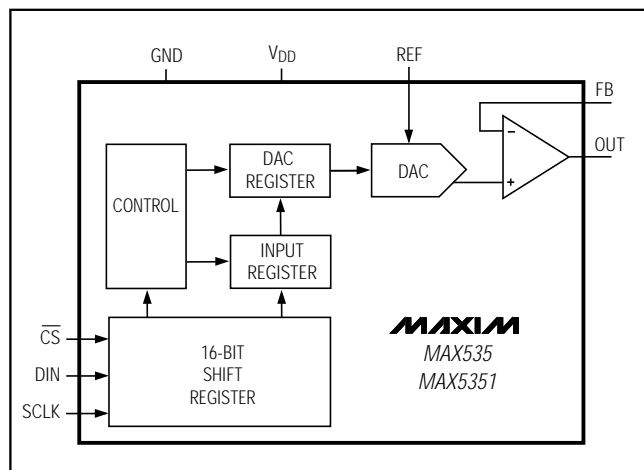 GND
VDD
REF
FB
OUT
DAC
REGISTER
DAC
-
+
CONTROL
INPUT
REGISTER
CS
DIN
SCLK
16-BIT
SHIFT
REGISTER
MAXIM
MAX535
MAX5351